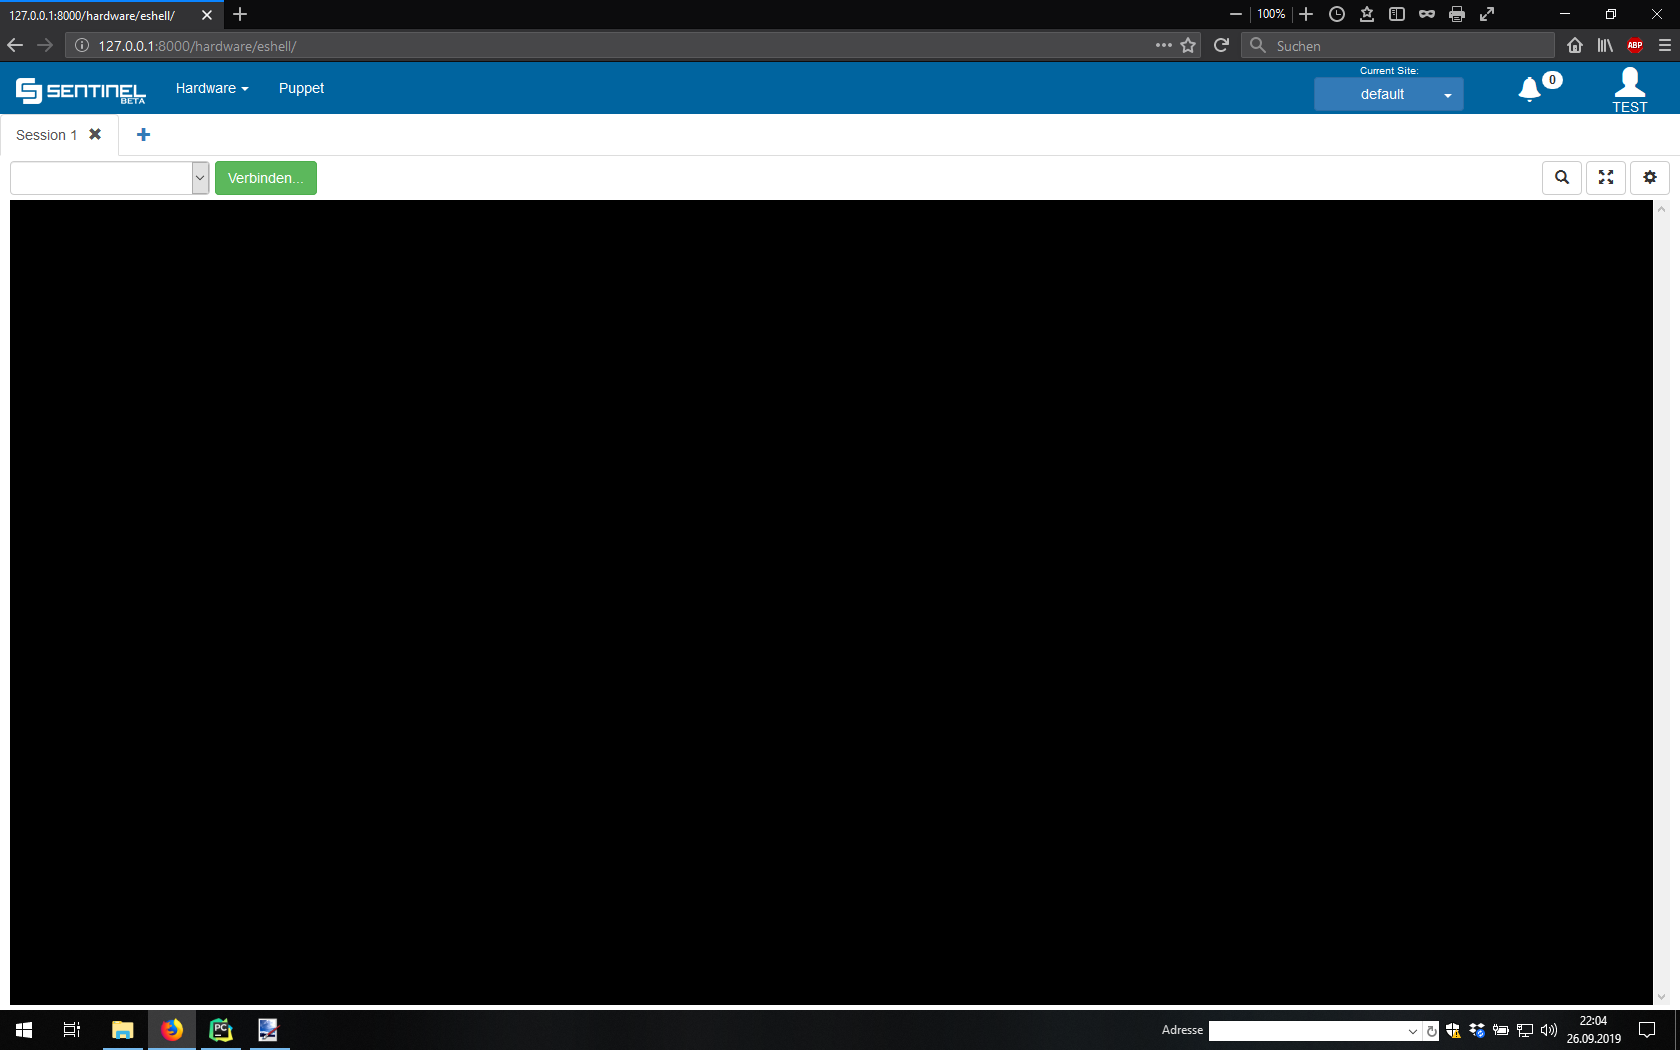 127.0.0.1:8000/hardware/eshell/
100%
127.0.0.1:8000/hardware/eshell/
Suchen
ABP
SENTINEL
BETA
Hardware
Puppet
Current Site:
default
0
TEST
Session 1
Verbinden...
PC
Adresse
22:04
26.09.2019